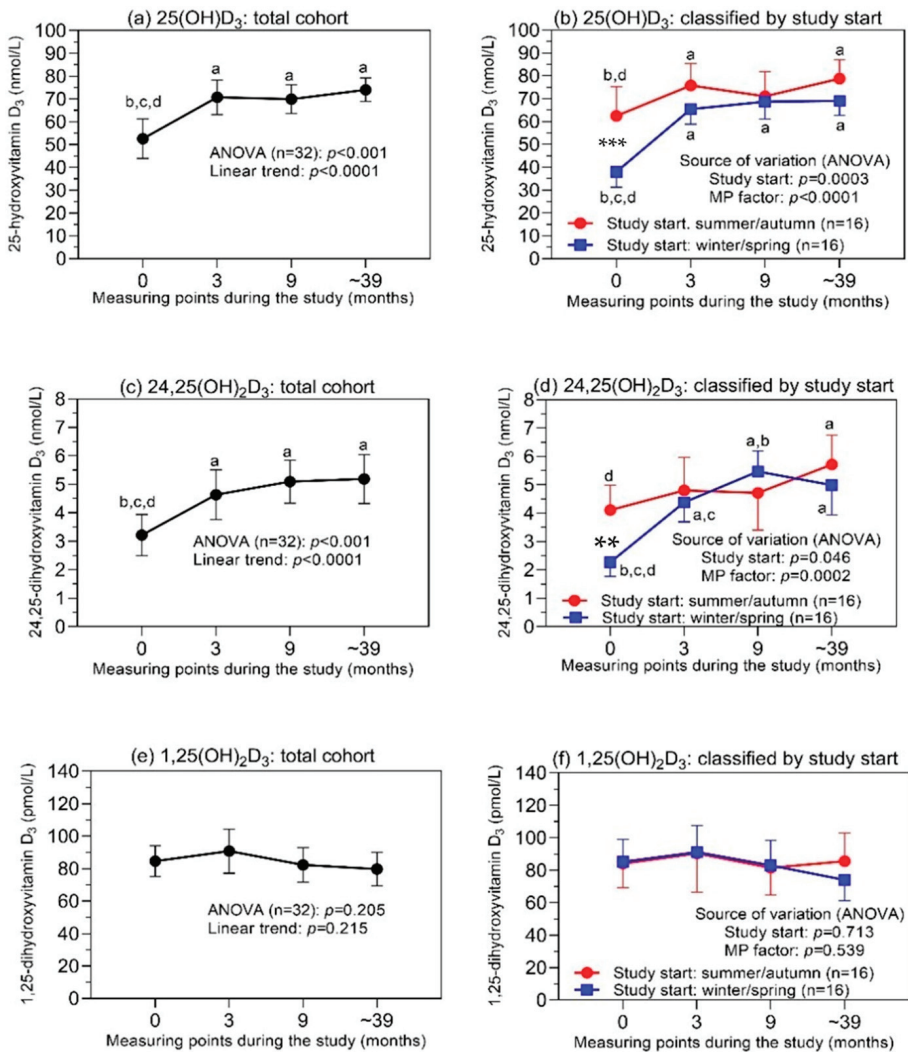 (a) 25(OH)D3: total cohort
25-hydroxyvitamin D3 (nmol/L)
100
90
80
70
60
50
40
30
20
10
0
b,c,d
a
a
a
ANOVA (n=32): p<0.001
Linear trend: p<0.0001
0 3 9 ~39
Measuring points during the study (months)
(b) 25(OH)D3: classified by study start
25-hydroxyvitamin D3 (nmol/L)
100
90
80
70
60
50
40
30
20
10
0
b,d
a
a
a
***
a
a
a
b,c,d
Source of variation (ANOVA)
Study start: p=0.0003
MP factor: p<0.0001
Study start. summer/autumn (n=16)
Study start: winter/spring (n=16)
0 3 9 ~39
Measuring points during the study (months)
(c) 24,25(OH)2D3: total cohort
24,25-dihydroxyvitamin D3 (nmol/L)
8
7
6
5
4
3
2
1
0
b,c,d
a
a
a
ANOVA (n=32): p<0.001
Linear trend: p<0.0001
0 3 9 ~39
Measuring points during the study (months)
(d) 24,25(OH)2D3: classified by study start
24,25-dihydroxyvitamin D3 (nmol/L)
8
7
6
5
4
3
2
1
0
d
a,b
a
**
a,c
a
b,c,d
Source of variation (ANOVA)
Study start: p=0.046
MP factor: p=0.0002
Study start: summer/autumn (n=16)
Study start: winter/spring (n=16)
0 3 9 ~39
Measuring points during the study (months)
(e) 1,25(OH)2D3: total cohort
1,25-dihydroxyvitamin D3 (pmol/L)
140
120
100
80
60
40
20
0
ANOVA (n=32): p=0.205
Linear trend: p=0.215
0 3 9 ~39
Measuring points during the study (months)
(f) 1,25(OH)2D3: classified by study start
1,25-dihydroxyvitamin D3 (pmol/L)
140
120
100
80
60
40
20
0
Source of variation (ANOVA)
Study start: p=0.713
MP factor: p=0.539
Study start: summer/autumn (n=16)
Study start: winter/spring (n=16)
0 3 9 ~39
Measuring points during the study (months)